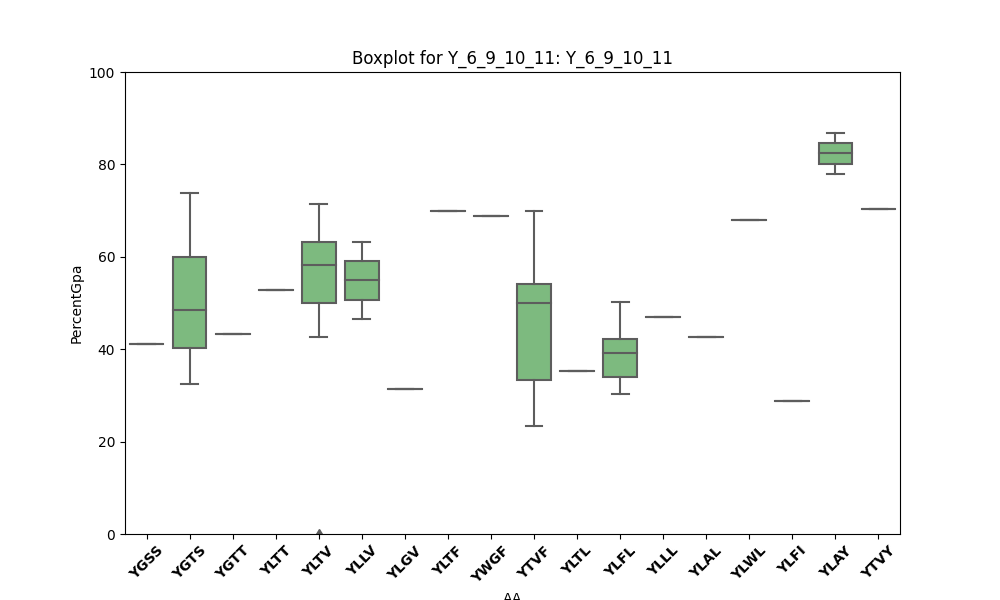 Boxplot for Y_6_9_10_11: Y_6_9_10_11
100
80
60
40
20
0
PercentGpa
YGSS YGTS YGTT YLTT YLTV YLLV YLGV YLTF YWGF YTVF YLTL YLFL YLLL YLAL YLWL YLFI YLAY YTVY
AA